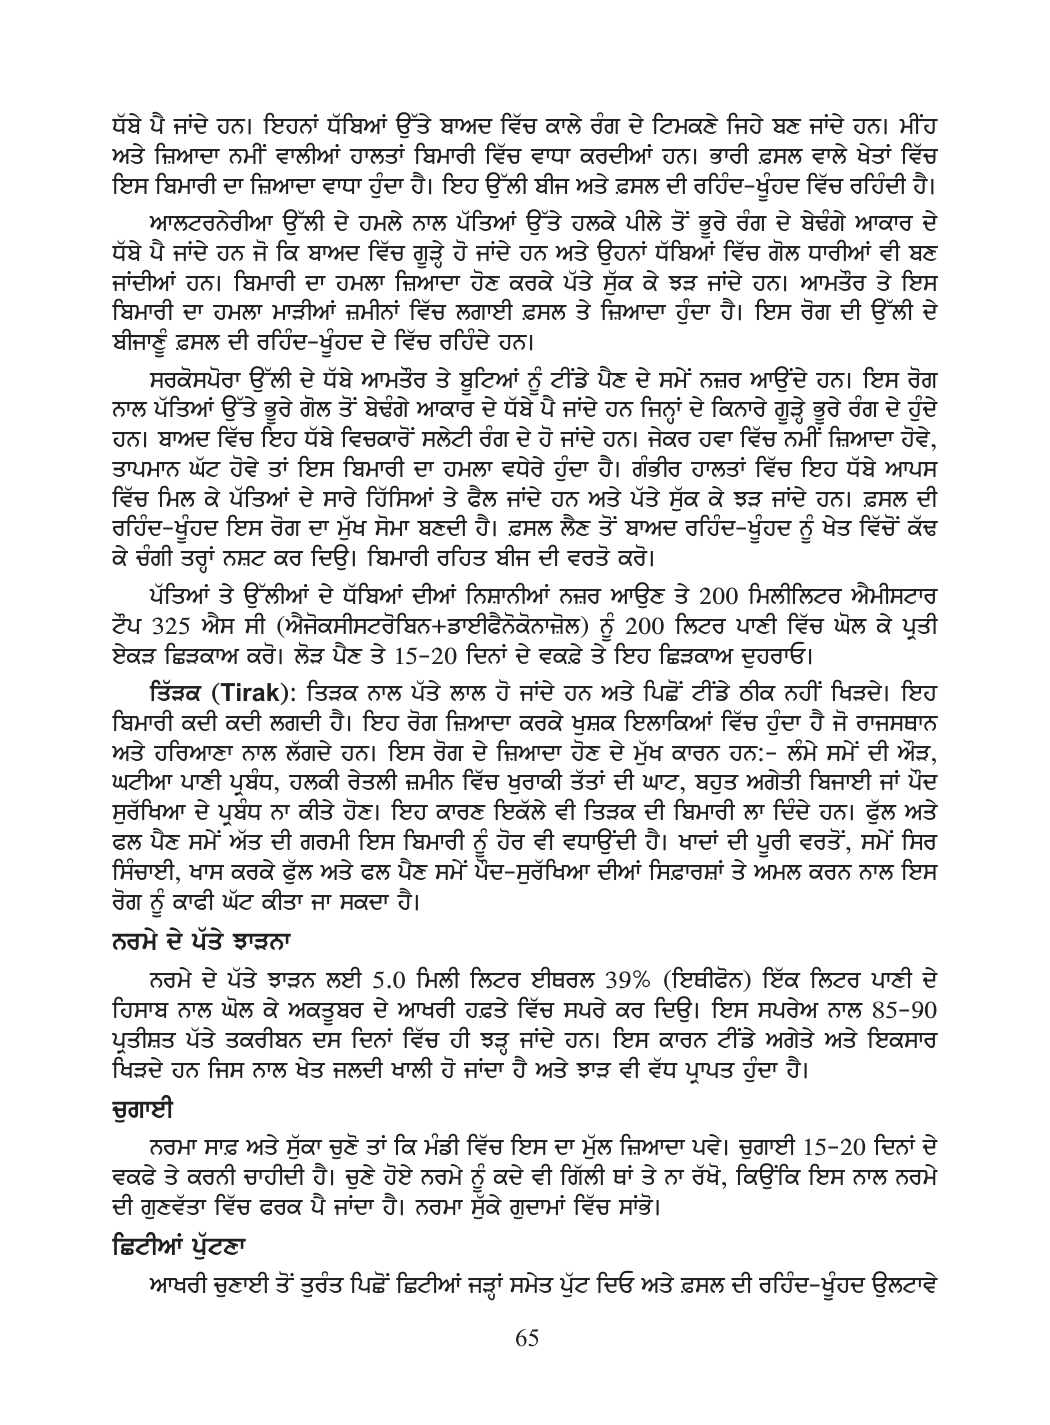 ਧੱਬੇ ਪੈ ਜਾਂਦੇ ਹਨ। ਇਹਨਾਂ ਧੱਬਿਆਂ ਉੱਤੇ ਬਾਅਦ ਵਿੱਚ ਕਾਲੇ ਰੰਗ ਦੇ ਟਿਮਕਣੇ ਜਿਹੇ ਬਣ ਜਾਂਦੇ ਹਨ। ਮੀਂਹ
ਅਤੇ ਜ਼ਿਆਦਾ ਨਮੀਂ ਵਾਲੀਆਂ ਹਾਲਤਾਂ ਬਿਮਾਰੀ ਵਿੱਚ ਵਾਧਾ ਕਰਦੀਆਂ ਹਨ। ਭਾਰੀ ਫ਼ਸਲ ਵਾਲੇ ਖੇਤਾਂ ਵਿੱਚ
ਇਸ ਬਿਮਾਰੀ ਦਾ ਜ਼ਿਆਦਾ ਵਾਧਾ ਹੁੰਦਾ ਹੈ। ਇਹ ਉੱਲੀ ਬੀਜ ਅਤੇ ਫ਼ਸਲ ਦੀ ਰਹਿੰਦ-ਖੂੰਹਦ ਵਿੱਚ ਰਹਿੰਦੀ ਹੈ।
ਆਲਟਰਨੇਰੀਆ ਉੱਲੀ ਦੇ ਹਮਲੇ ਨਾਲ ਪੱਤਿਆਂ ਉੱਤੇ ਹਲਕੇ ਪੀਲੇ ਤੋਂ ਭੂਰੇ ਰੰਗ ਦੇ ਬੇਢੰਗੇ ਆਕਾਰ ਦੇ
ਧੱਬੇ ਪੈ ਜਾਂਦੇ ਹਨ ਜੋ ਕਿ ਬਾਅਦ ਵਿੱਚ ਗੂੜ੍ਹੇ ਹੋ ਜਾਂਦੇ ਹਨ ਅਤੇ ਉਹਨਾਂ ਧੱਬਿਆਂ ਵਿੱਚ ਗੋਲ ਧਾਰੀਆਂ ਵੀ ਬਣ
ਜਾਂਦੀਆਂ ਹਨ। ਬਿਮਾਰੀ ਦਾ ਹਮਲਾ ਜ਼ਿਆਦਾ ਹੋਣ ਕਰਕੇ ਪੱਤੇ ਸੁੱਕ ਕੇ ਝੜ ਜਾਂਦੇ ਹਨ। ਆਮਤੌਰ ਤੇ ਇਸ
ਬਿਮਾਰੀ ਦਾ ਹਮਲਾ ਮਾੜੀਆਂ ਜ਼ਮੀਨਾਂ ਵਿੱਚ ਲਗਾਈ ਫ਼ਸਲ ਤੇ ਜ਼ਿਆਦਾ ਹੁੰਦਾ ਹੈ। ਇਸ ਰੋਗ ਦੀ ਉੱਲੀ ਦੇ
ਬੀਜਾਣੂੰ ਫ਼ਸਲ ਦੀ ਰਹਿੰਦ-ਖੂੰਹਦ ਦੇ ਵਿੱਚ ਰਹਿੰਦੇ ਹਨ।
ਸਰਕੋਸਪੋਰਾ ਉੱਲੀ ਦੇ ਧੱਬੇ ਆਮਤੌਰ ਤੇ ਬੂਟਿਆਂ ਨੂੰ ਟੀਂਡੇ ਪੈਣ ਦੇ ਸਮੇਂ ਨਜ਼ਰ ਆਉਂਦੇ ਹਨ। ਇਸ ਰੋਗ
ਨਾਲ ਪੱਤਿਆਂ ਉੱਤੇ ਭੂਰੇ ਗੋਲ ਤੋਂ ਬੇਢੰਗੇ ਆਕਾਰ ਦੇ ਧੱਬੇ ਪੈ ਜਾਂਦੇ ਹਨ ਜਿਨ੍ਹਾਂ ਦੇ ਕਿਨਾਰੇ ਗੂੜ੍ਹੇ ਭੂਰੇ ਰੰਗ ਦੇ ਹੁੰਦੇ
ਹਨ। ਬਾਅਦ ਵਿੱਚ ਇਹ ਧੱਬੇ ਵਿਚਕਾਰੋਂ ਸਲੇਟੀ ਰੰਗ ਦੇ ਹੋ ਜਾਂਦੇ ਹਨ। ਜੇਕਰ ਹਵਾ ਵਿੱਚ ਨਮੀਂ ਜ਼ਿਆਦਾ ਹੋਵੇ,
ਤਾਪਮਾਨ ਘੱਟ ਹੋਵੇ ਤਾਂ ਇਸ ਬਿਮਾਰੀ ਦਾ ਹਮਲਾ ਵਧੇਰੇ ਹੁੰਦਾ ਹੈ। ਗੰਭੀਰ ਹਾਲਤਾਂ ਵਿੱਚ ਇਹ ਧੱਬੇ ਆਪਸ
ਵਿੱਚ ਮਿਲ ਕੇ ਪੱਤਿਆਂ ਦੇ ਸਾਰੇ ਹਿੱਸਿਆਂ ਤੇ ਫੈਲ ਜਾਂਦੇ ਹਨ ਅਤੇ ਪੱਤੇ ਸੁੱਕ ਕੇ ਝੜ ਜਾਂਦੇ ਹਨ। ਫ਼ਸਲ ਦੀ
ਰਹਿੰਦ-ਖੂੰਹਦ ਇਸ ਰੋਗ ਦਾ ਮੁੱਖ ਸੋਮਾ ਬਣਦੀ ਹੈ। ਫ਼ਸਲ ਲੈਣ ਤੋਂ ਬਾਅਦ ਰਹਿੰਦ-ਖੂੰਹਦ ਨੂੰ ਖੇਤ ਵਿੱਚੋਂ ਕੱਢ
ਕੇ ਚੰਗੀ ਤਰ੍ਹਾਂ ਨਸ਼ਟ ਕਰ ਦਿਉ। ਬਿਮਾਰੀ ਰਹਿਤ ਬੀਜ ਦੀ ਵਰਤੋ ਕਰੋ।
ਪੱਤਿਆਂ ਤੇ ਉੱਲੀਆਂ ਦੇ ਧੱਬਿਆਂ ਦੀਆਂ ਨਿਸ਼ਾਨੀਆਂ ਨਜ਼ਰ ਆਉਣ ਤੇ 200 ਮਿਲੀਲਿਟਰ ਐਮੀਸਟਾਰ
ਟੌਪ 325 ਐਸ ਸੀ (ਐਜੋਕਸੀਸਟਰੋਬਿਨ+ਡਾਈਫੈਨੋਕੋਨਾਜ਼ੋਲ) ਨੂੰ 200 ਲਿਟਰ ਪਾਣੀ ਵਿੱਚ ਘੋਲ ਕੇ ਪ੍ਰਤੀ
ਏਕੜ ਛਿੜਕਾਅ ਕਰੋ। ਲੋੜ ਪੈਣ ਤੇ 15-20 ਦਿਨਾਂ ਦੇ ਵਕਫ਼ੇ ਤੇ ਇਹ ਛਿੜਕਾਅ ਦੁਹਰਾਓ।
ਤਿੱੜਕ (Tirak): ਤਿੜਕ ਨਾਲ ਪੱਤੇ ਲਾਲ ਹੋ ਜਾਂਦੇ ਹਨ ਅਤੇ ਪਿਛੋਂ ਟੀਂਡੇ ਠੀਕ ਨਹੀਂ ਖਿੜਦੇ। ਇਹ
ਬਿਮਾਰੀ ਕਦੀ ਕਦੀ ਲਗਦੀ ਹੈ। ਇਹ ਰੋਗ ਜ਼ਿਆਦਾ ਕਰਕੇ ਖੁਸ਼ਕ ਇਲਾਕਿਆਂ ਵਿੱਚ ਹੁੰਦਾ ਹੈ ਜੋ ਰਾਜਸਥਾਨ
ਅਤੇ ਹਰਿਆਣਾ ਨਾਲ ਲੱਗਦੇ ਹਨ। ਇਸ ਰੋਗ ਦੇ ਜ਼ਿਆਦਾ ਹੋਣ ਦੇ ਮੁੱਖ ਕਾਰਨ ਹਨ:- ਲੰਮੇ ਸਮੇਂ ਦੀ ਔੜ,
ਘਟੀਆ ਪਾਣੀ ਪ੍ਰਬੰਧ, ਹਲਕੀ ਰੇਤਲੀ ਜ਼ਮੀਨ ਵਿੱਚ ਖੁਰਾਕੀ ਤੱਤਾਂ ਦੀ ਘਾਟ, ਬਹੁਤ ਅਗੇਤੀ ਬਿਜਾਈ ਜਾਂ ਪੌਦ
ਸੁਰੱਖਿਆ ਦੇ ਪ੍ਰਬੰਧ ਨਾ ਕੀਤੇ ਹੋਣ। ਇਹ ਕਾਰਣ ਇਕੱਲੇ ਵੀ ਤਿੜਕ ਦੀ ਬਿਮਾਰੀ ਲਾ ਦਿੰਦੇ ਹਨ। ਫੁੱਲ ਅਤੇ
ਫਲ ਪੈਣ ਸਮੇਂ ਅੱਤ ਦੀ ਗਰਮੀ ਇਸ ਬਿਮਾਰੀ ਨੂੰ ਹੋਰ ਵੀ ਵਧਾਉਂਦੀ ਹੈ। ਖਾਦਾਂ ਦੀ ਪੂਰੀ ਵਰਤੋਂ, ਸਮੇਂ ਸਿਰ
ਸਿੰਚਾਈ, ਖਾਸ ਕਰਕੇ ਫੁੱਲ ਅਤੇ ਫਲ ਪੈਣ ਸਮੇਂ ਪੌਦ-ਸੁਰੱਖਿਆ ਦੀਆਂ ਸਿਫ਼ਾਰਸ਼ਾਂ ਤੇ ਅਮਲ ਕਰਨ ਨਾਲ ਇਸ
ਰੋਗ ਨੂੰ ਕਾਫੀ ਘੱਟ ਕੀਤਾ ਜਾ ਸਕਦਾ ਹੈ।
ਨਰਮੇ ਦੇ ਪੱਤੇ ਝਾੜਨਾ
ਨਰਮੇ ਦੇ ਪੱਤੇ ਝਾੜਨ ਲਈ 5.0 ਮਿਲੀ ਲਿਟਰ ਈਥਰਲ 39% (ਇਥੀਫੋਨ) ਇੱਕ ਲਿਟਰ ਪਾਣੀ ਦੇ
ਹਿਸਾਬ ਨਾਲ ਘੋਲ ਕੇ ਅਕਤੂਬਰ ਦੇ ਆਖਰੀ ਹਫ਼ਤੇ ਵਿੱਚ ਸਪਰੇ ਕਰ ਦਿਉ। ਇਸ ਸਪਰੇਅ ਨਾਲ 85-90
ਪ੍ਰਤੀਸ਼ਤ ਪੱਤੇ ਤਕਰੀਬਨ ਦਸ ਦਿਨਾਂ ਵਿੱਚ ਹੀ ਝੜ੍ਹ ਜਾਂਦੇ ਹਨ। ਇਸ ਕਾਰਨ ਟੀਂਡੇ ਅਗੇਤੇ ਅਤੇ ਇਕਸਾਰ
ਖਿੜਦੇ ਹਨ ਜਿਸ ਨਾਲ ਖੇਤ ਜਲਦੀ ਖਾਲੀ ਹੋ ਜਾਂਦਾ ਹੈ ਅਤੇ ਝਾੜ ਵੀ ਵੱਧ ਪ੍ਰਾਪਤ ਹੁੰਦਾ ਹੈ।
ਚੁਗਾਈ
ਨਰਮਾ ਸਾਫ਼ ਅਤੇ ਸੁੱਕਾ ਚੁਣੋ ਤਾਂ ਕਿ ਮੰਡੀ ਵਿੱਚ ਇਸ ਦਾ ਮੁੱਲ ਜ਼ਿਆਦਾ ਪਵੇ। ਚੁਗਾਈ 15-20 ਦਿਨਾਂ ਦੇ
ਵਕਫੇ ਤੇ ਕਰਨੀ ਚਾਹੀਦੀ ਹੈ। ਚੁਣੇ ਹੋਏ ਨਰਮੇ ਨੂੰ ਕਦੇ ਵੀ ਗਿੱਲੀ ਥਾਂ ਤੇ ਨਾ ਰੱਖੋ, ਕਿਉਂਕਿ ਇਸ ਨਾਲ ਨਰਮੇ
ਦੀ ਗੁਣਵੱਤਾ ਵਿੱਚ ਫਰਕ ਪੈ ਜਾਂਦਾ ਹੈ। ਨਰਮਾ ਸੁੱਕੇ ਗੁਦਾਮਾਂ ਵਿੱਚ ਸਾਂਭੋ।
ਛਿਟੀਆਂ ਪੁੱਟਣਾ
ਆਖਰੀ ਚੁਣਾਈ ਤੋਂ ਤੁਰੰਤ ਪਿਛੋਂ ਛਿਟੀਆਂ ਜੜ੍ਹਾਂ ਸਮੇਤ ਪੁੱਟ ਦਿਓ ਅਤੇ ਫ਼ਸਲ ਦੀ ਰਹਿੰਦ-ਖੂੰਹਦ ਉਲਟਾਵੇ
65